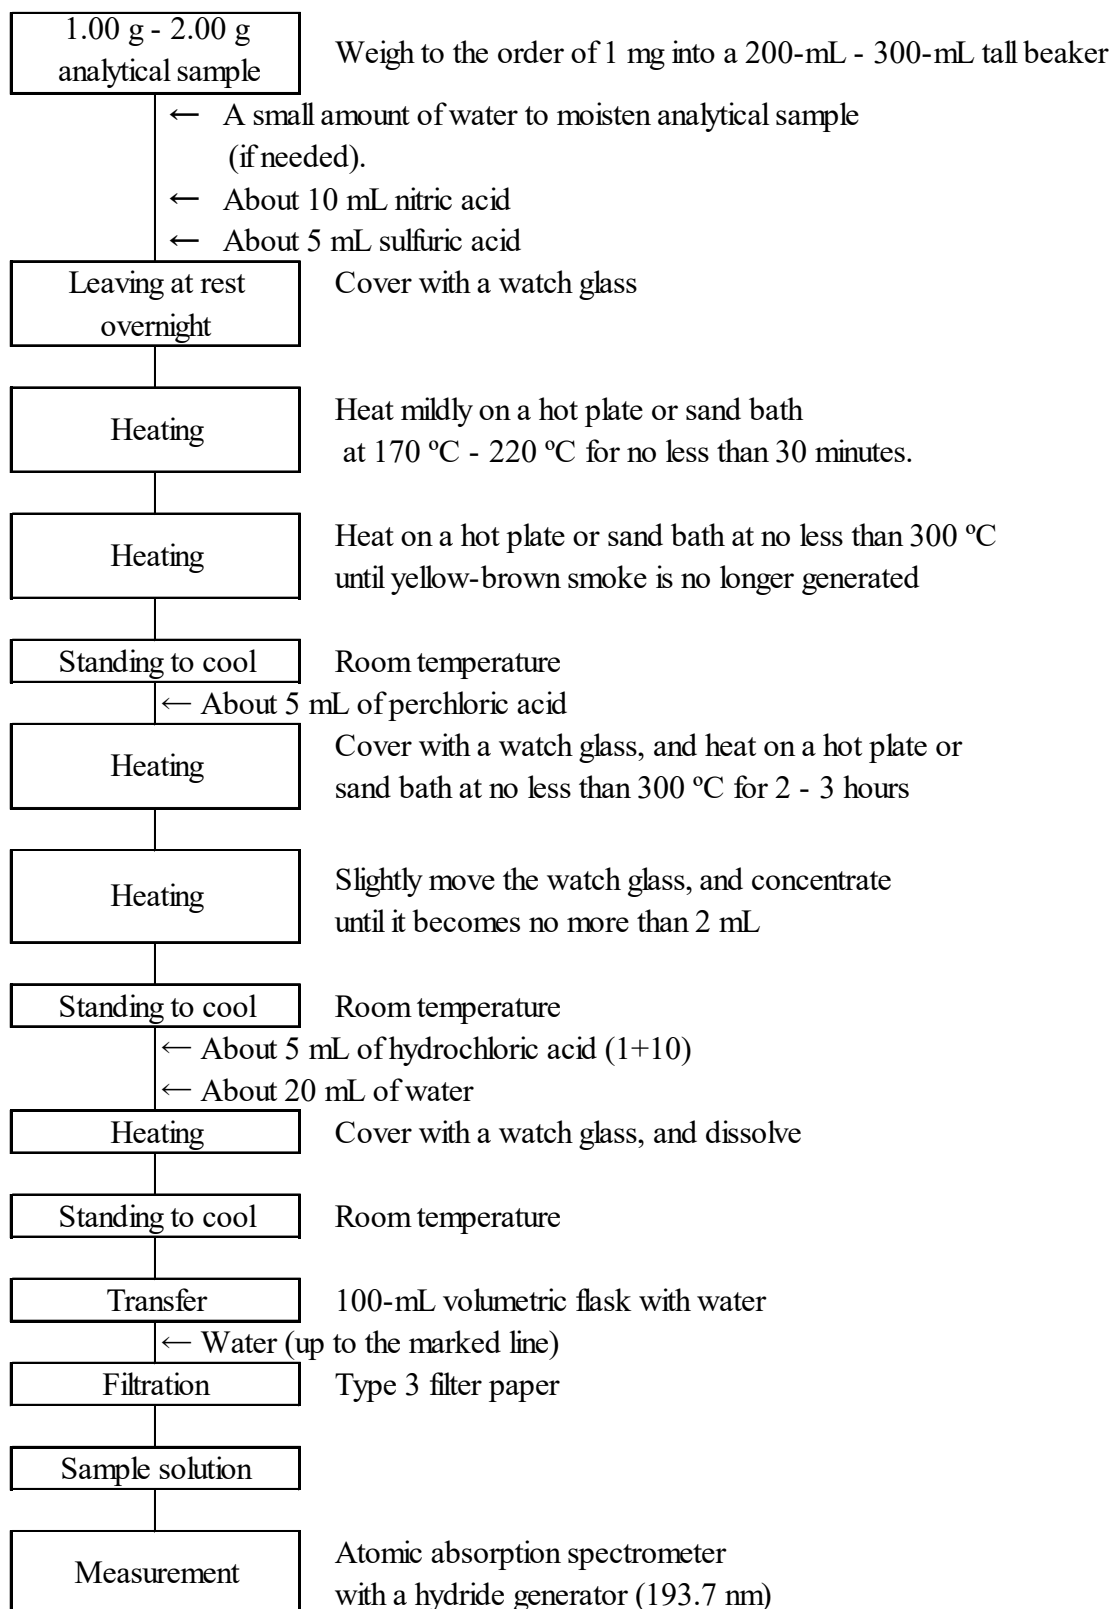 1.00 g - 2.00 g
analytical sample
Weigh to the order of 1 mg into a 200-mL - 300-mL tall beaker
← A small amount of water to moisten analytical sample
(if needed).
← About 10 mL nitric acid
← About 5 mL sulfuric acid
Leaving at rest
overnight
Cover with a watch glass
Heating
Heat mildly on a hot plate or sand bath
at 170 ºC - 220 ºC for no less than 30 minutes.
Heating
Heat on a hot plate or sand bath at no less than 300 ºC
until yellow-brown smoke is no longer generated
Standing to cool
Room temperature
← About 5 mL of perchloric acid
Heating
Cover with a watch glass, and heat on a hot plate or
sand bath at no less than 300 ºC for 2 - 3 hours
Heating
Slightly move the watch glass, and concentrate
until it becomes no more than 2 mL
Standing to cool
Room temperature
← About 5 mL of hydrochloric acid (1+10)
← About 20 mL of water
Heating
Cover with a watch glass, and dissolve
Standing to cool
Room temperature
Transfer
100-mL volumetric flask with water
← Water (up to the marked line)
Filtration
Type 3 filter paper
Sample solution
Measurement
Atomic absorption spectrometer
with a hydride generator (193.7 nm)